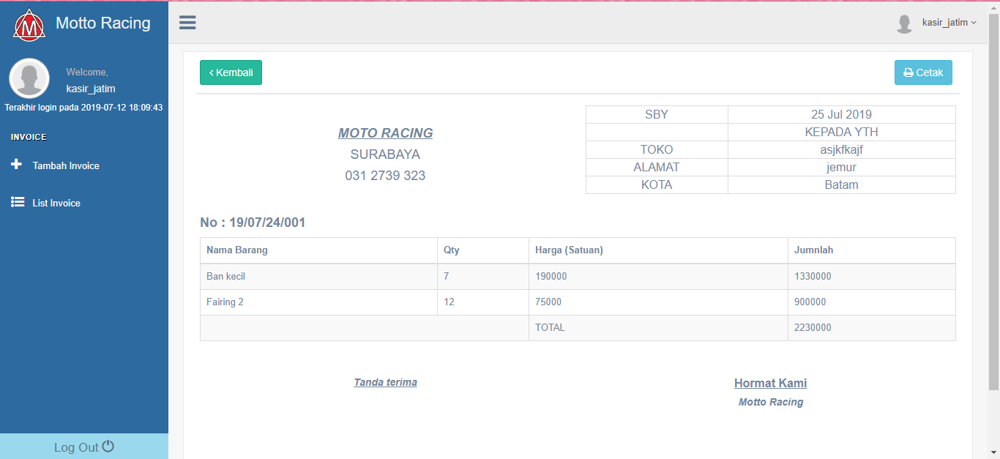 Motto Racing
kasir_jatim
Welcome,
kasir_jatim
Terakhir login pada 2019-07-12 18:09:43
INVOICE
Tambah Invoice
List Invoice
Log Out
Kembali
Cetak
MOTO RACING
SURABAYA
031 2739 323
SBY 25 Jul 2019
KEPADA YTH
TOKO asjkfkajf
ALAMAT jemur
KOTA Batam
No : 19/07/24/001
Nama Barang Qty Harga (Satuan) Jumnlah
Ban kecil 7 190000 1330000
Fairing 2 12 75000 900000
TOTAL 2230000
Tanda terima
Hormat Kami
Motto Racing